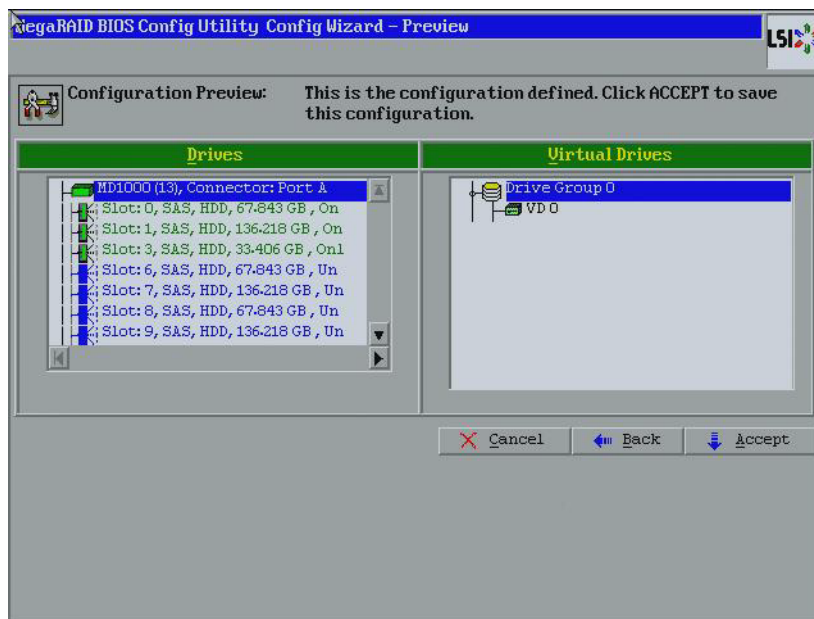 egaRAID BIOS Config Utility Config Wizard – Preview
LSI
Configuration Preview: This is the configuration defined. Click ACCEPT to save
this configuration.
Drives
Virtual Drives
MD1000 (13), Connector: Port A
Slot: 0, SAS, HDD, 67.843 GB , On
Slot: 1, SAS, HDD, 136.218 GB , On
Slot: 3, SAS, HDD, 33.406 GB , Onl
Slot: 6, SAS, HDD, 67.843 GB , Un
Slot: 7, SAS, HDD, 136.218 GB , Un
Slot: 8, SAS, HDD, 67.843 GB , Un
Slot: 9, SAS, HDD, 136.218 GB , Un
Drive Group 0
VD 0
Cancel
Back
Accept